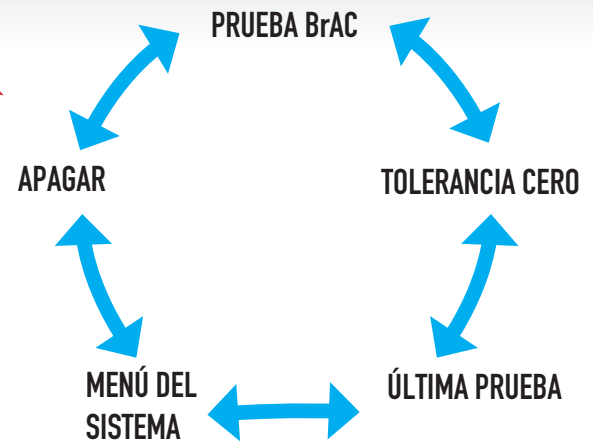 PRUEBA BrAC
APAGAR
TOLERANCIA CERO
MENÚ DEL
SISTEMA
ÚLTIMA PRUEBA